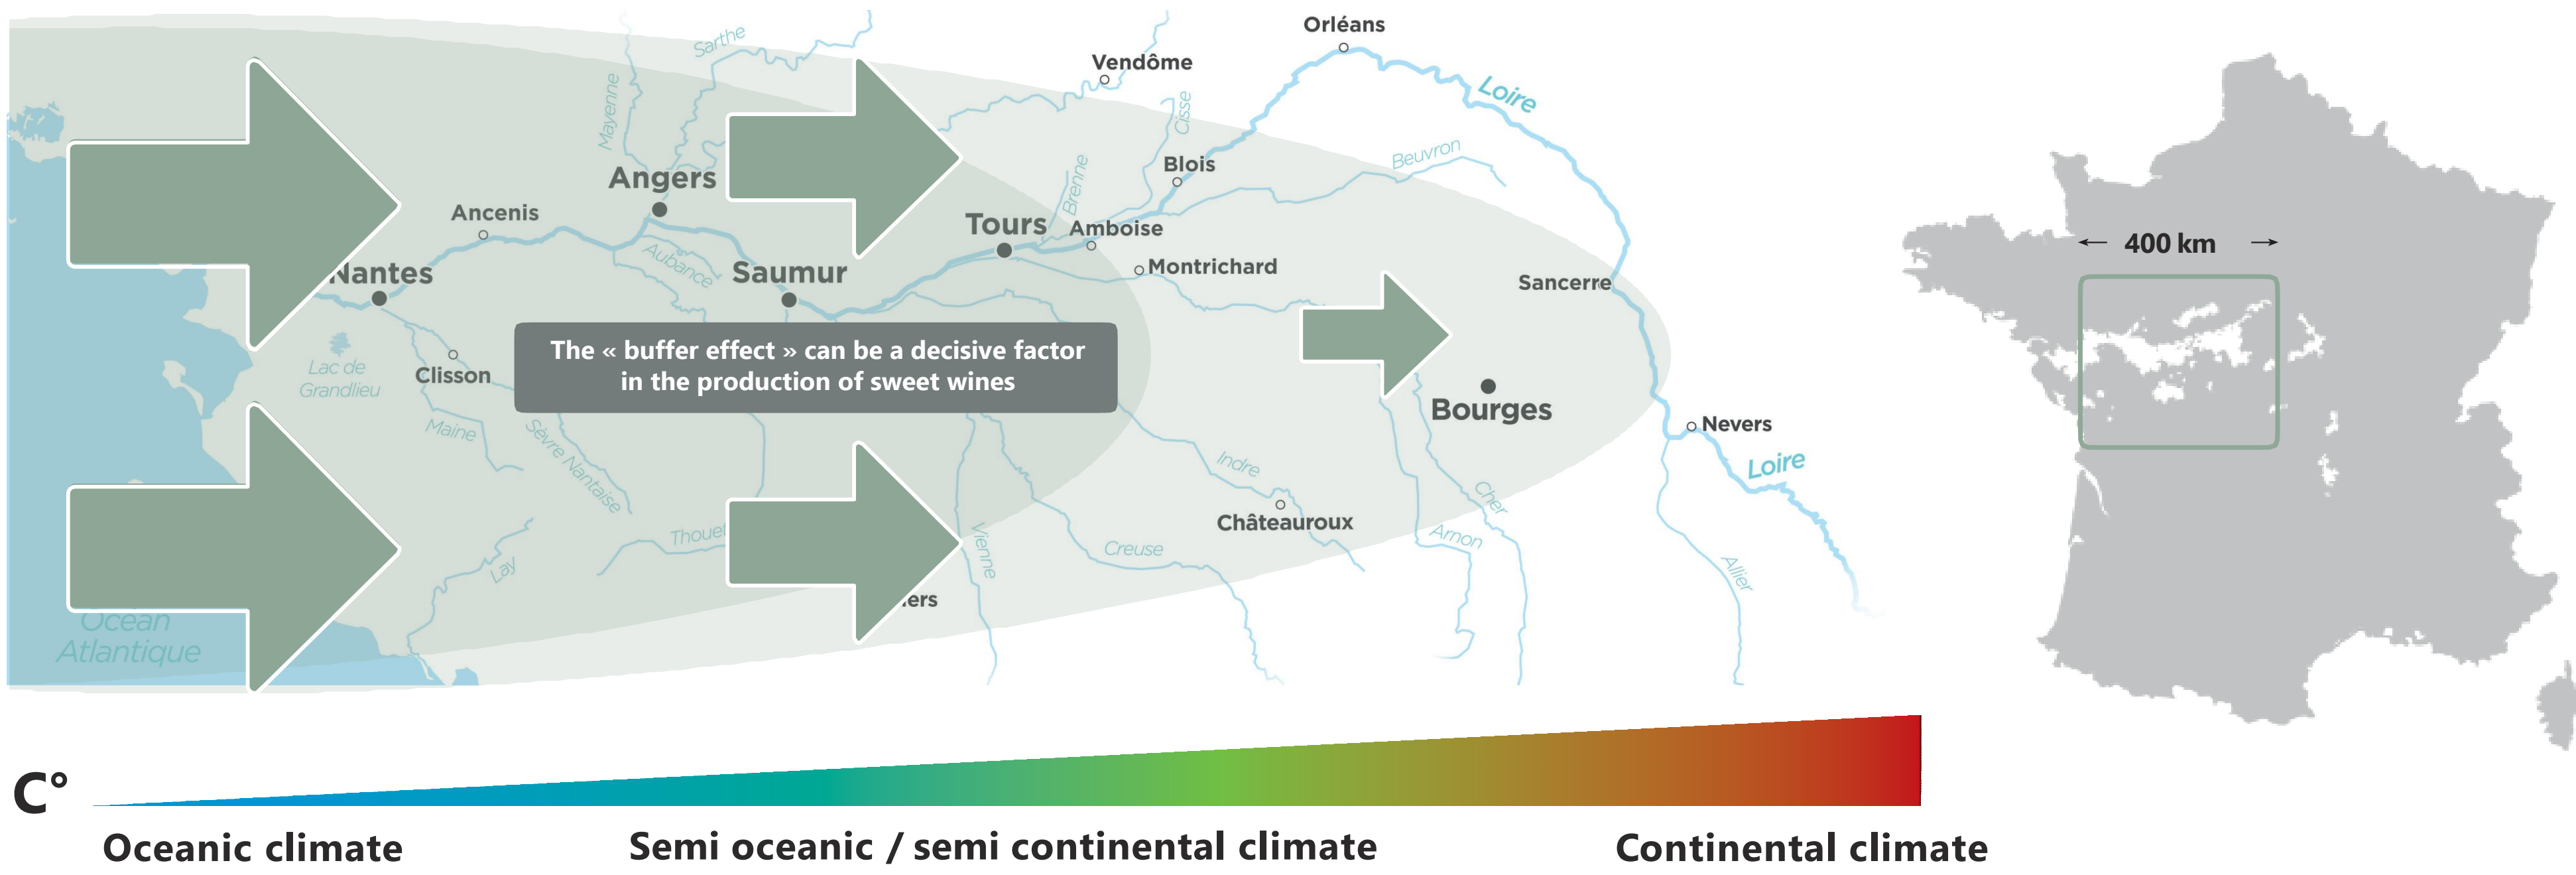 Orléans
Sarthe
Vendôme
Loire
Mayenne
Cisse
Blois
Beuvron
Angers
Brenne
Ancenis
Tours
Amboise
400 km
Aubance
Nantes
Saumur
Montrichard
Sancerre
The « buffer effect » can be a decisive factor
in the production of sweet wines
Lac de
Grandlieu
Clisson
Bourges
Maine
Sèvre Nantaise
Nevers
Indre
Loire
Cher
Châteauroux
Thouet
Vienne
Creuse
Arnon
Lay
Allier
iers
Océan
Atlantique
C°
Oceanic climate
Semi oceanic / semi continental climate
Continental climate